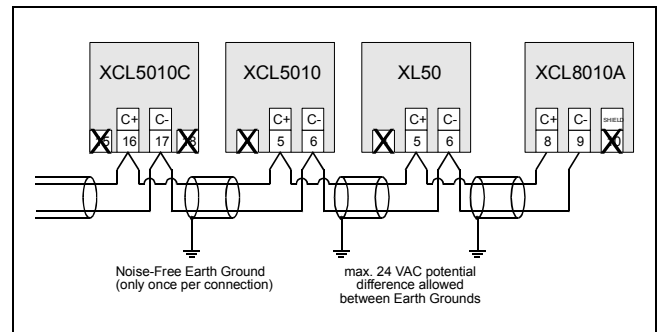 XCL5010C XCL5010 XL50 XCL8010A
C+ C- C+ C- C+ C- C+ C- SHIELD
16 17 5 6 5 6 8 9
Noise-Free Earth Ground
(only once per connection)
max. 24 VAC potential
difference allowed
between Earth Grounds